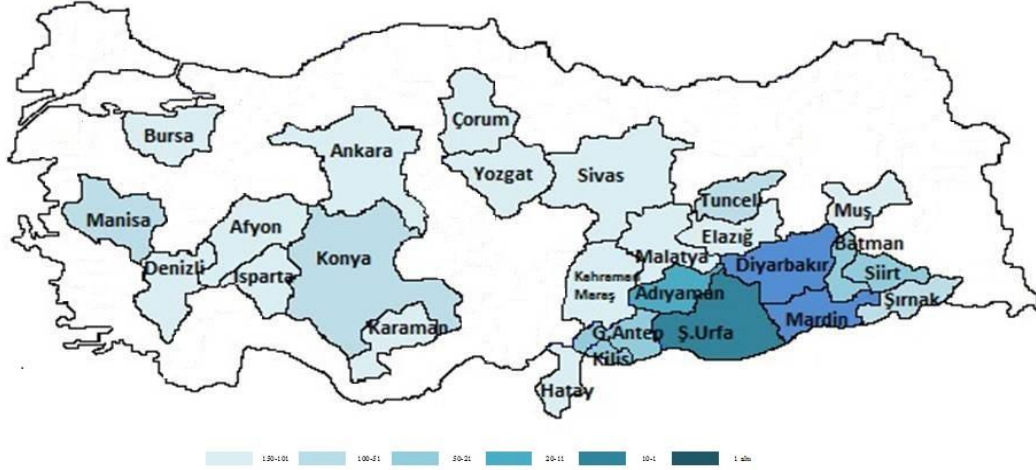 Bursa
Çorum
Ankara
Yozgat
Sivas
Tunceli
Manisa
Afyon
Muş
Elazığ
Batman
Denizli
Isparta
Konya
Malatya
Diyarbakır
Siirt
Kahraman
Maraş
Adıyaman
Şırnak
Karaman
G.Antep
Ş.Urfa
Mardin
Kilis
Hatay
150-101 100-51 50-21 20-11 10-1